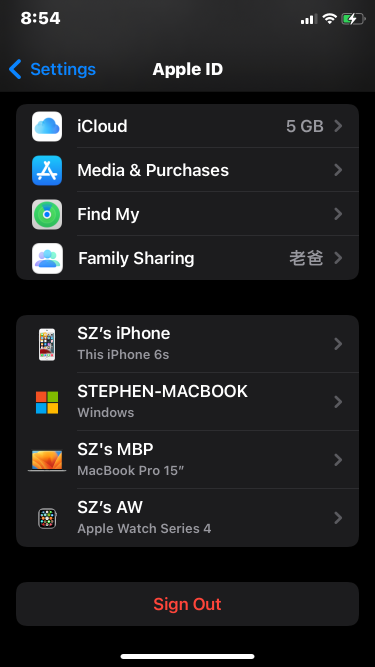 8:54
Settings
Apple ID
iCloud 5 GB
Media & Purchases
Find My
Family Sharing 老爸
SZ’s iPhone
This iPhone 6s
STEPHEN-MACBOOK
Windows
SZ's MBP
MacBook Pro 15”
SZ’s AW
Apple Watch Series 4
Sign Out